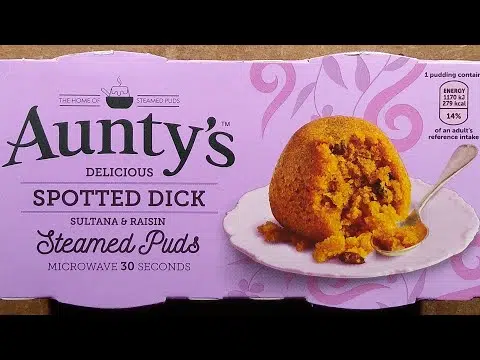 THE HOME OF STEAMED PUDS
Aunty's™
DELICIOUS
SPOTTED DICK
SULTANA & RAISIN
Steamed Puds
MICROWAVE 30 SECONDS
1 pudding contain
ENERGY
1170 kJ
279 kcal
14%
of an adult's
reference intake